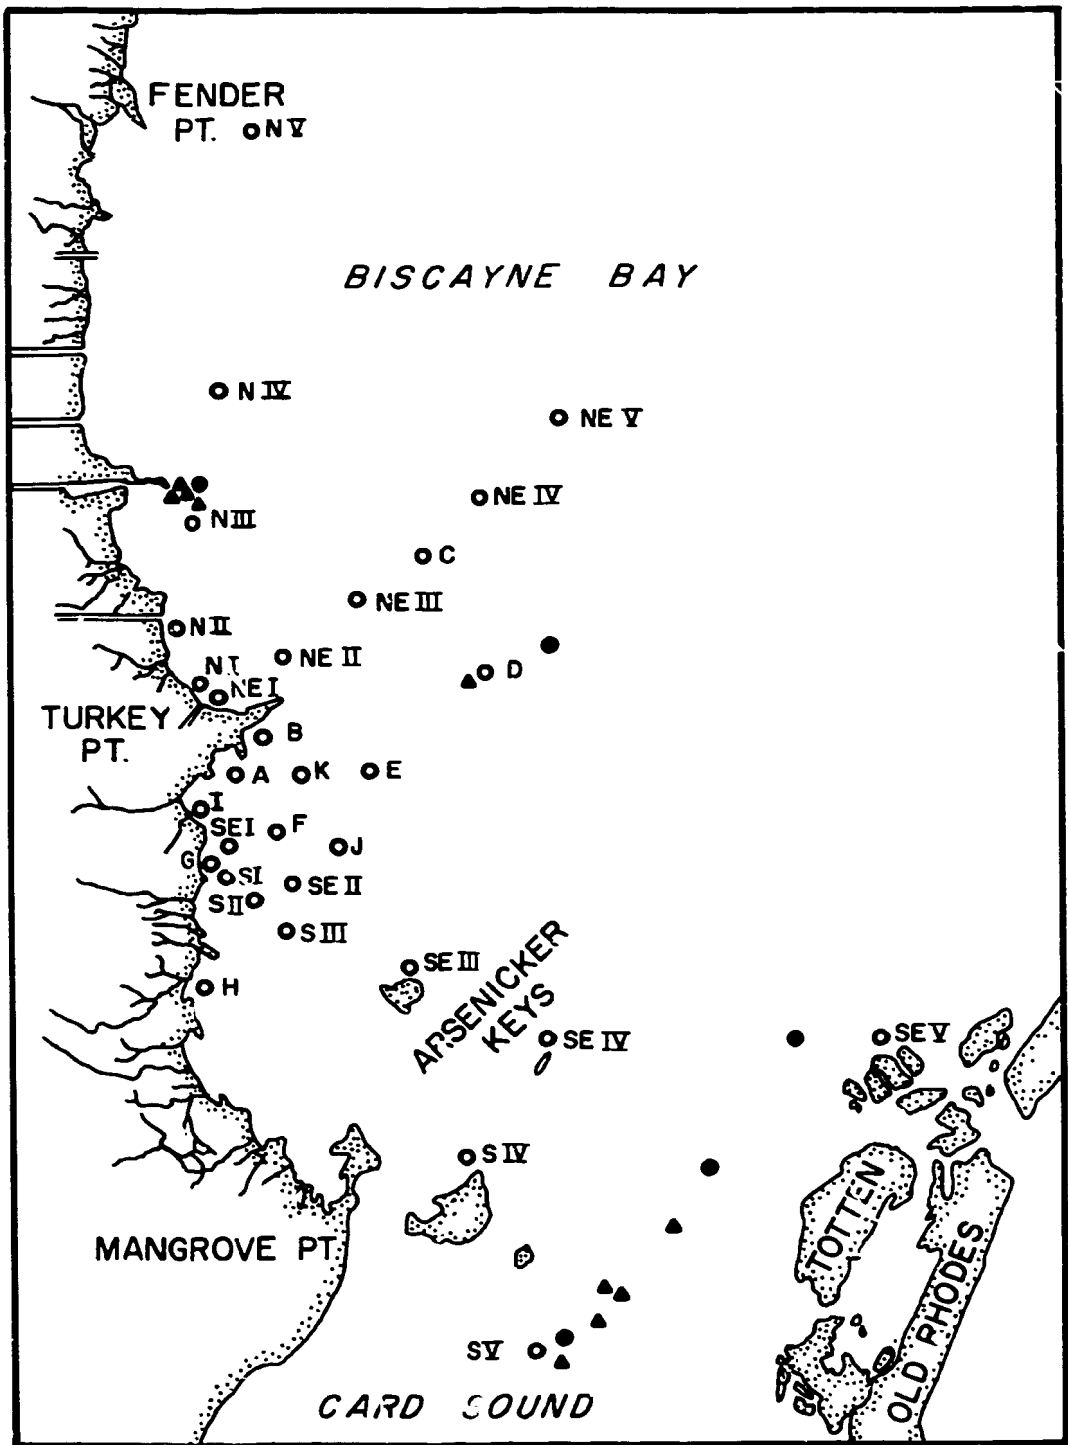 FENDER
PT.
N V
BISCAYNE BAY
N IV
NE V
NE IV
N III
C
NE III
N II
NE II
N I
D
NE I
TURKEY
PT.
B
A
K
E
I
SE I
F
J
G
S I
SE II
S II
S III
ARSENICKER
KEYS
SE III
H
SE IV
SE V
S IV
TOTTEN
MANGROVE PT.
OLD RHODES
S V
CARD SOUND